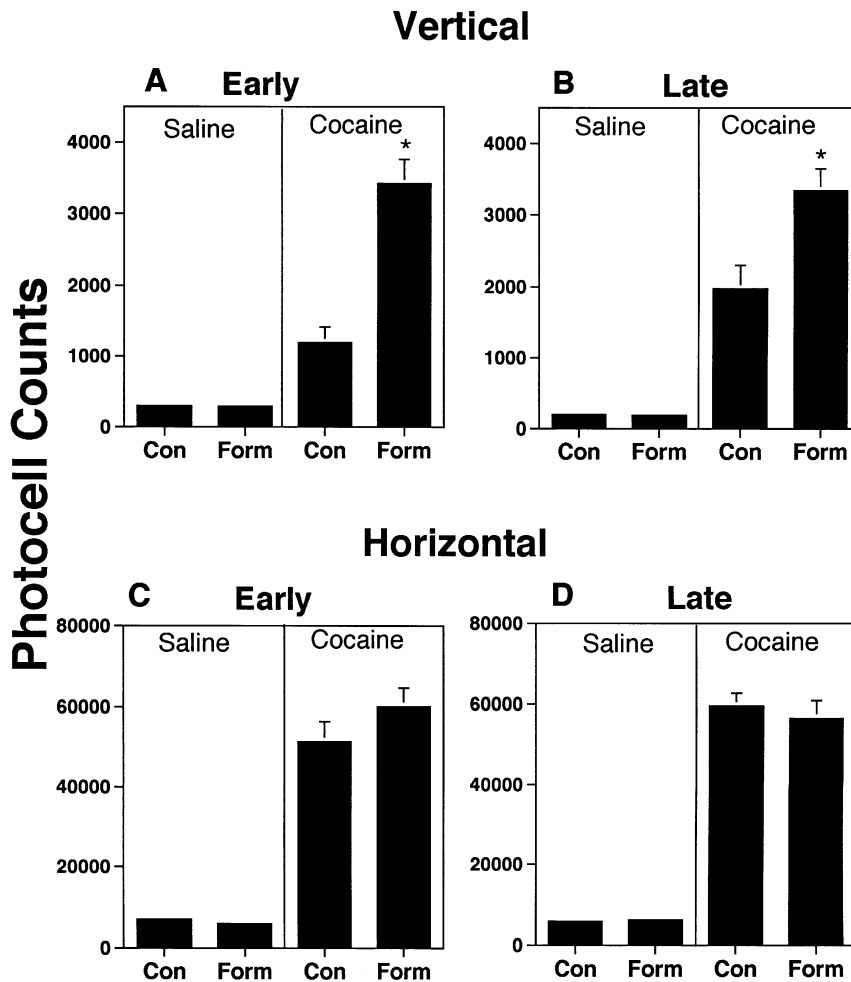 Vertical
A Early
B Late
Saline Cocaine
Saline Cocaine
*
*
4000
3000
2000
1000
0
4000
3000
2000
1000
0
Con Form Con Form
Con Form Con Form
Photocell Counts
Horizontal
C Early
D Late
Saline Cocaine
Saline Cocaine
80000
60000
40000
20000
0
80000
60000
40000
20000
0
Con Form Con Form
Con Form Con Form